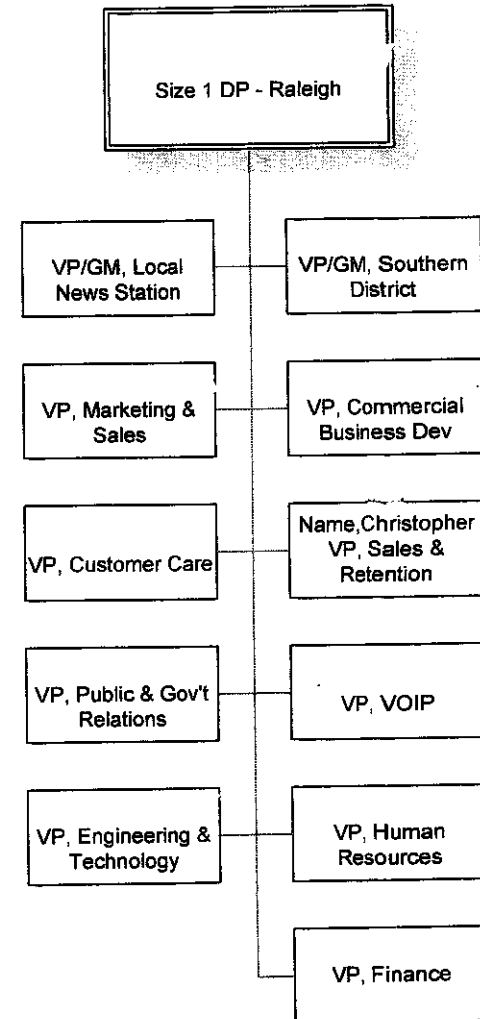 Size 1 DP - Raleigh
VP/GM, Local
News Station
VP/GM, Southern
District
VP, Marketing &
Sales
VP, Commercial
Business Dev
VP, Customer Care
Name,Christopher
VP, Sales &
Retention
VP, Public & Gov't
Relations
VP, VOIP
VP, Engineering &
Technology
VP, Human
Resources
VP, Finance